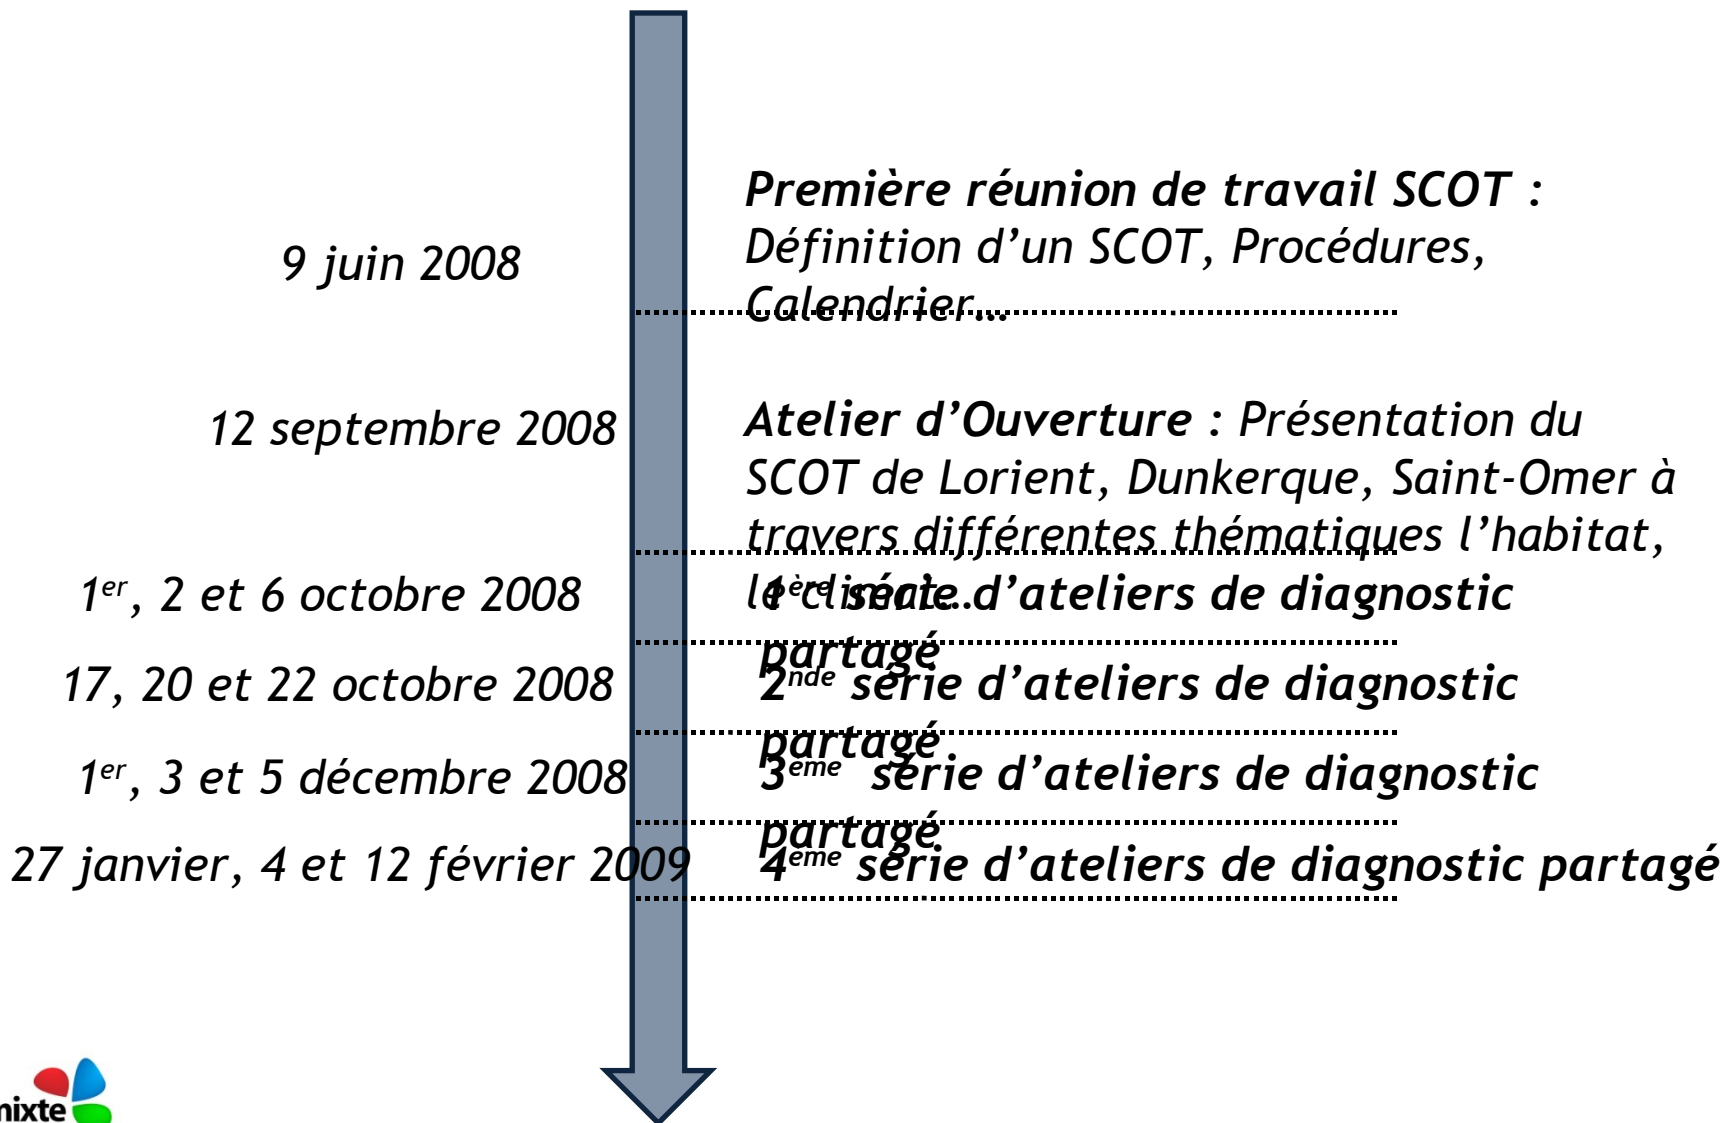 9 juin 2008
Première réunion de travail SCOT :
Définition d’un SCOT, Procédures,
Calendrier…
12 septembre 2008
Atelier d’Ouverture : Présentation du
SCOT de Lorient, Dunkerque, Saint-Omer à
travers différentes thématiques l’habitat,
le climat…
1er, 2 et 6 octobre 2008
1ère série d’ateliers de diagnostic
partagé
17, 20 et 22 octobre 2008
2nde série d’ateliers de diagnostic
partagé
1er, 3 et 5 décembre 2008
3eme série d’ateliers de diagnostic
partagé
27 janvier, 4 et 12 février 2009
4eme série d’ateliers de diagnostic partagé
mixte